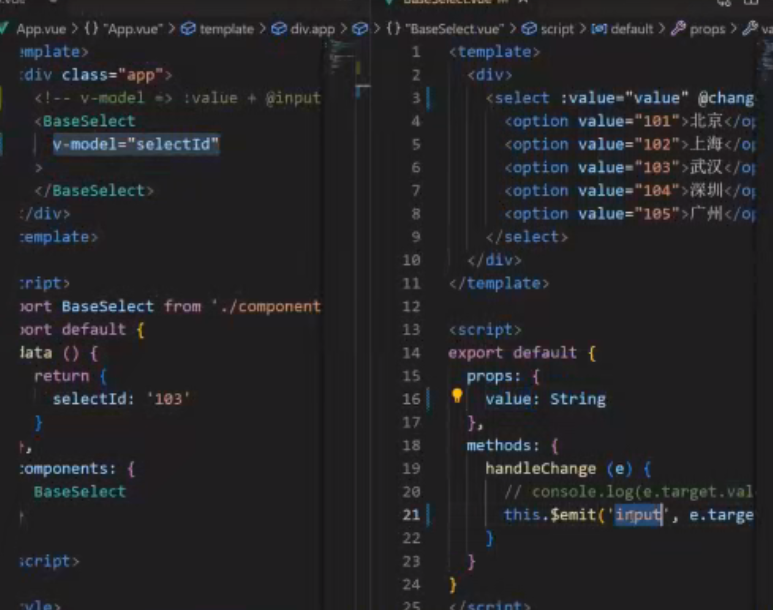 App.vue > {} "App.vue" > template > div.app >
emplate>
div class="app">
<!-- v-model => :value + @input
<BaseSelect
v-model="selectId"
>
</BaseSelect>
/div>
emplate>
ript>
ort BaseSelect from './component
port default {
data () {
return {
selectId: '103'
}
},
components: {
BaseSelect
script>
BaseSelect.vue
> {} "BaseSelect.vue" > script > default > props > va
1 <template>
2 <div>
3 <select :value="value" @chang
4 <option value="101">北京</op
5 <option value="102">上海</op
6 <option value="103">武汉</op
7 <option value="104">深圳</op
8 <option value="105">广州</op
9 </select>
10 </div>
11 </template>
12
13 <script>
14 export default {
15 props: {
16 value: String
17 },
18 methods: {
19 handleChange (e) {
20 // console.log(e.target.val
21 this.$emit('input', e.targe
22 }
23 }
24 }
25 </script>